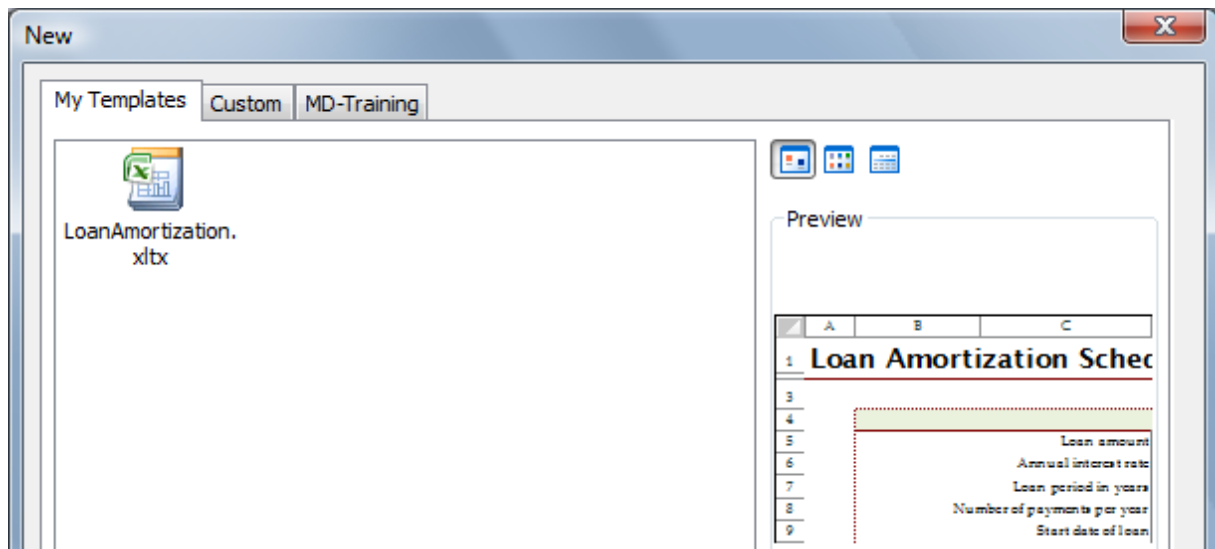 New
My Templates Custom MD-Training
LoanAmortization.
xltx
Preview
A B C
1 Loan Amortization Sched
3
4
5 Loan amount
6 Annual interest rate
7 Loan period in years
8 Number of payments per year
9 Start date of loan